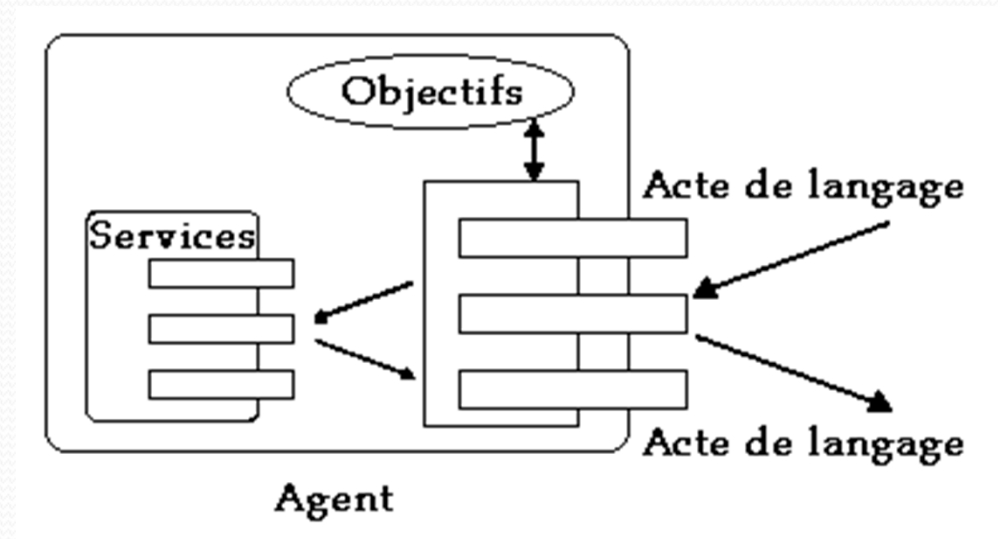 Objectifs
Acte de langage
Services
Acte de langage
Agent